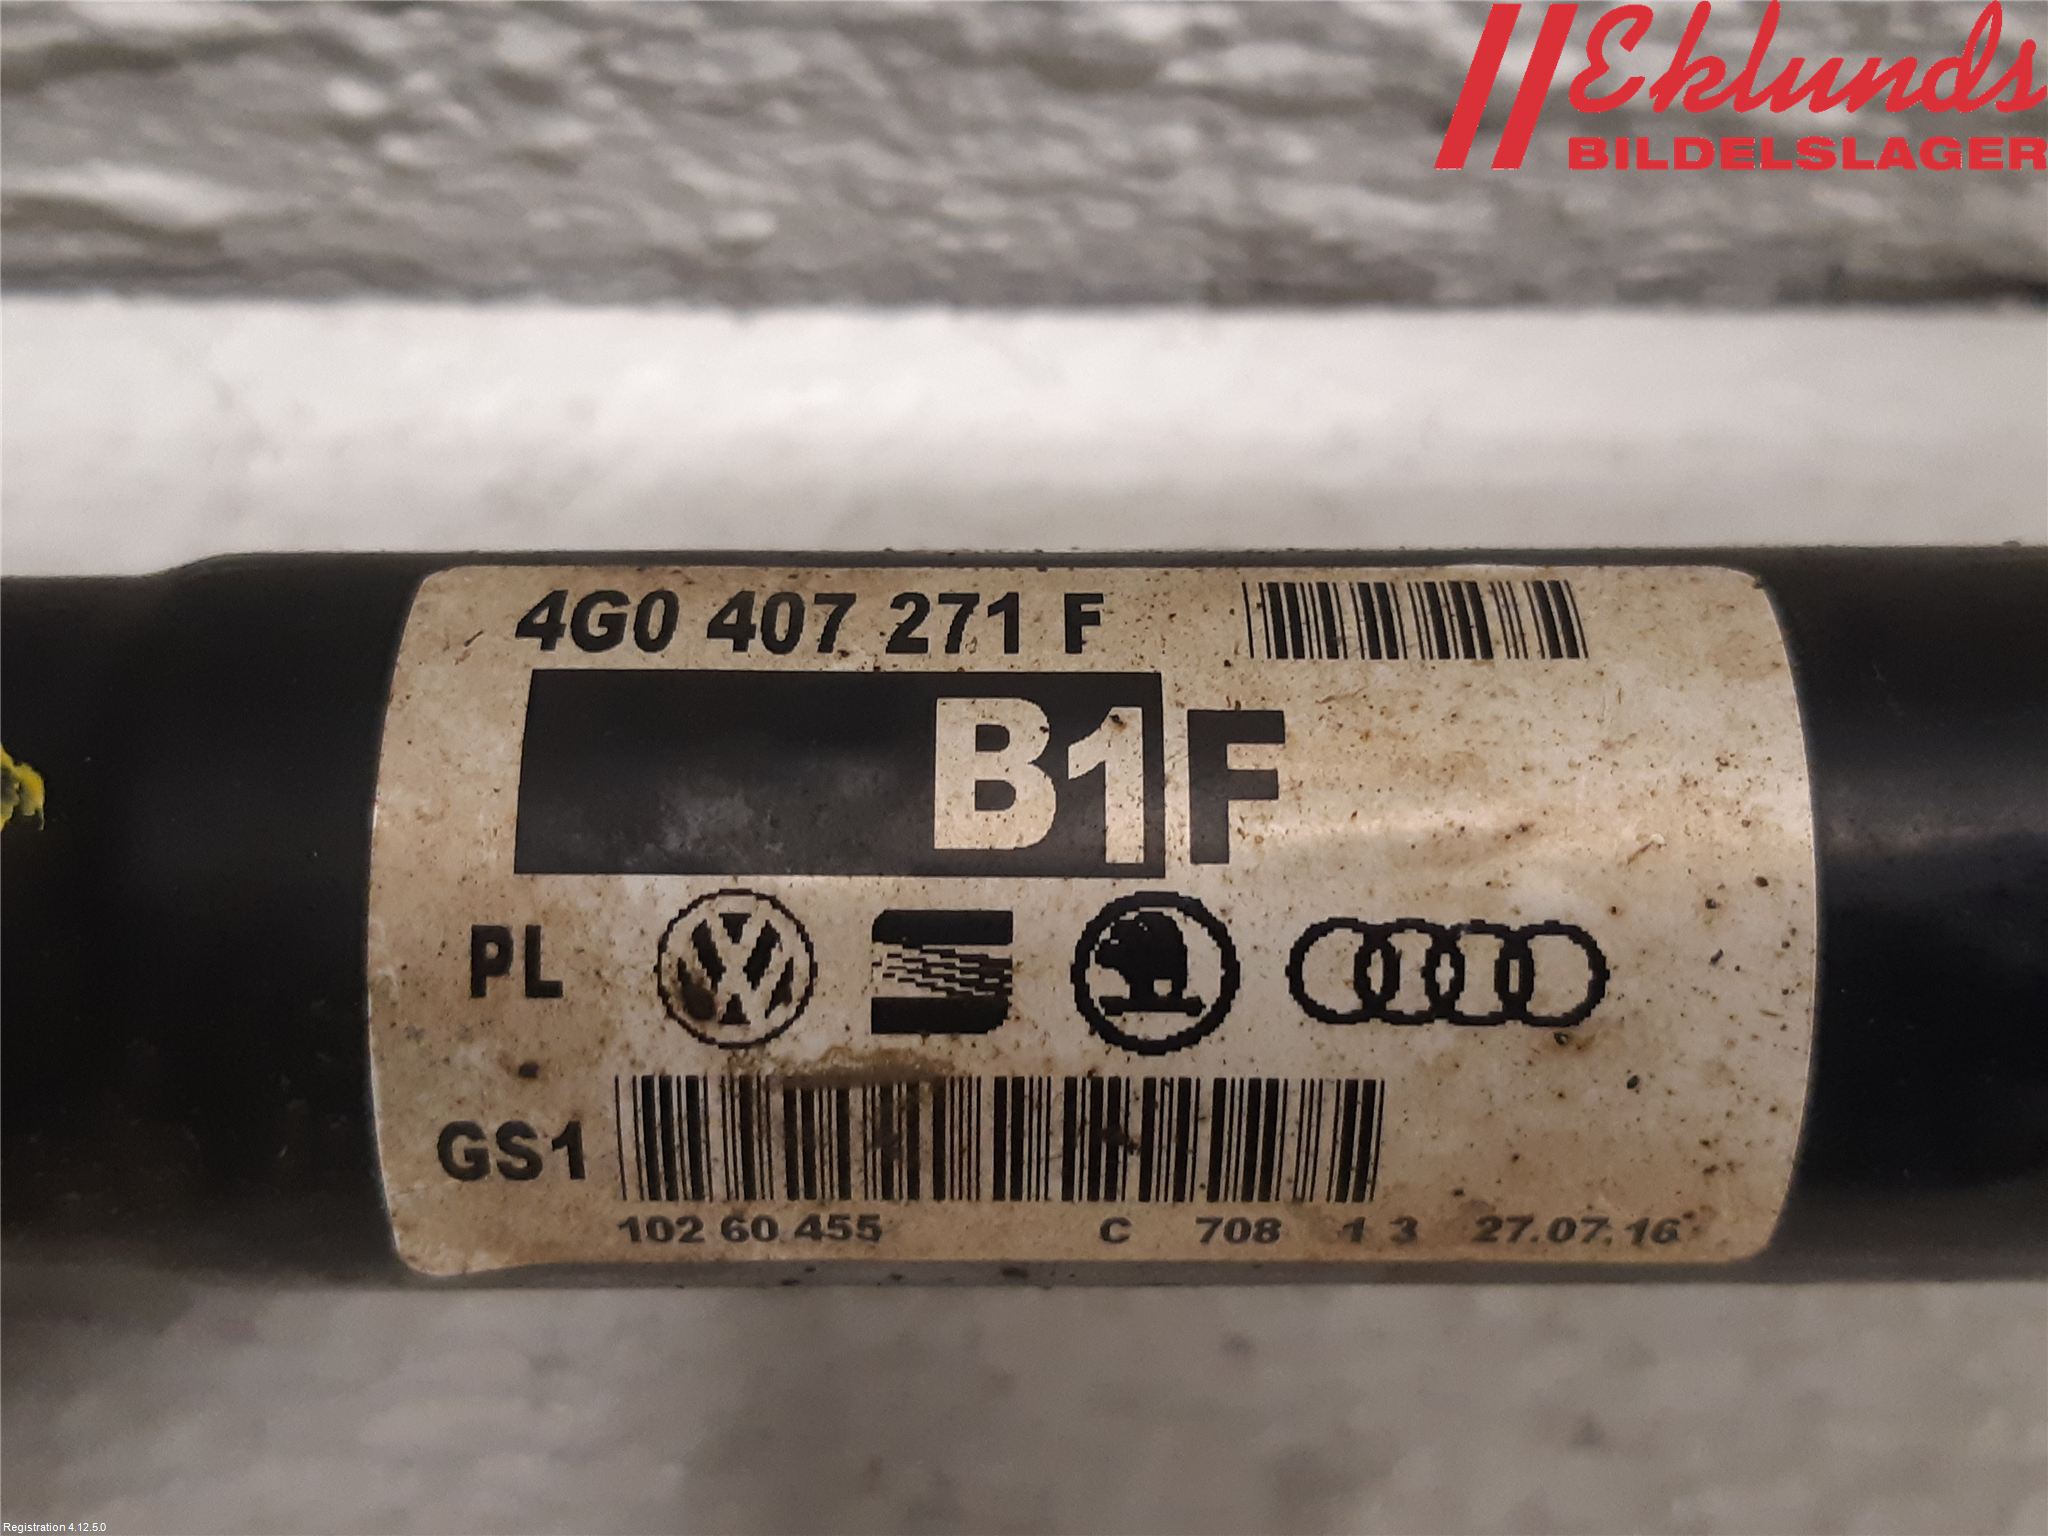 Eklunds
BILDELSLAGER
4G0 407 271 F
B1F
PL
GS1
102 60 455 C 708 1 3 27.07.16
Registration 4.12.5.0